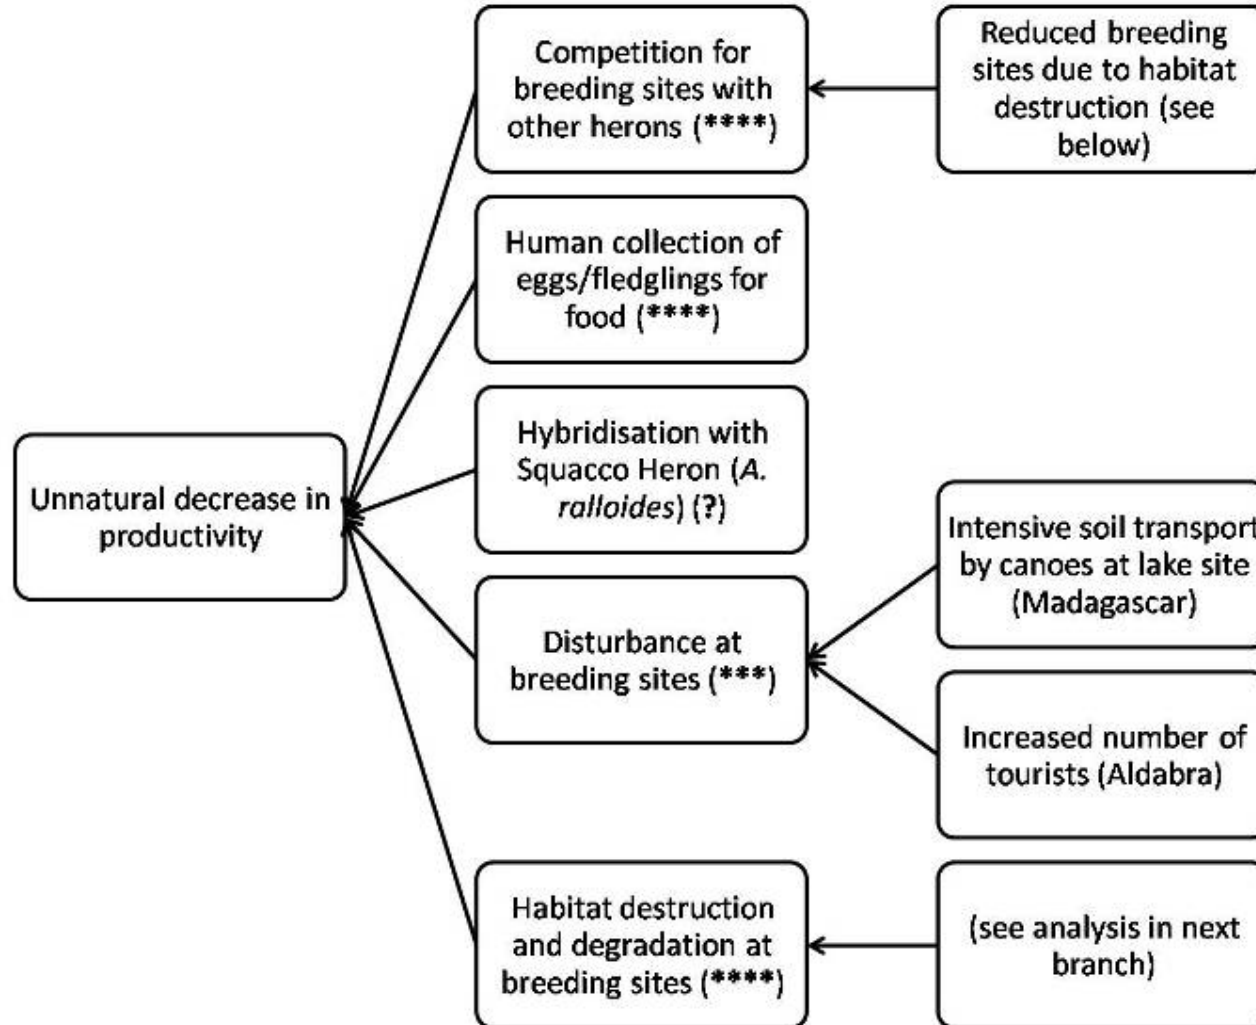 Competition for
breeding sites with
other herons (****)
Reduced breeding
sites due to habitat
destruction (see
below)
Human collection of
eggs/fledglings for
food (****)
Hybridisation with
Squacco Heron (A.
ralloides) (?)
Unnatural decrease in
productivity
Intensive soil transport
by canoes at lake site
(Madagascar)
Disturbance at
breeding sites (***)
Increased number of
tourists (Aldabra)
Habitat destruction
and degradation at
breeding sites (****)
(see analysis in next
branch)